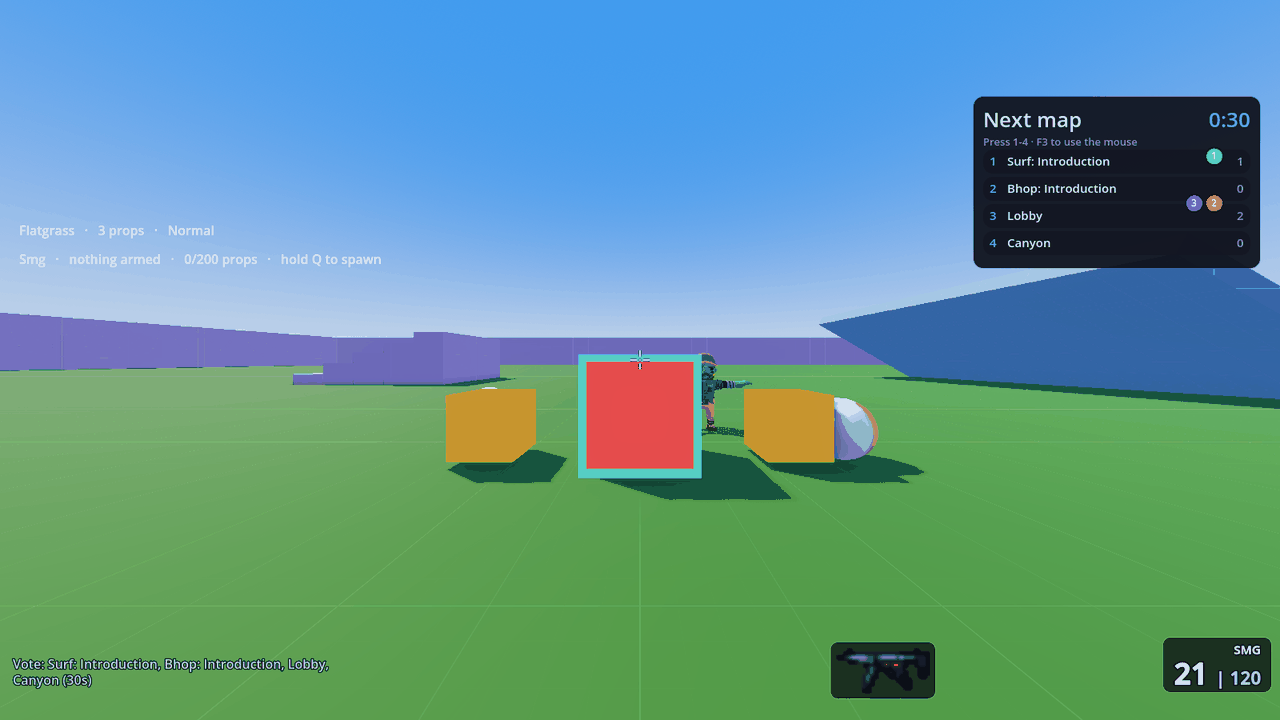 Next map 0:30
Press 1-4 · F3 to use the mouse
1 Surf: Introduction 1 1
2 Bhop: Introduction 0
3 Lobby 3 2 2
4 Canyon 0
Flatgrass · 3 props · Normal
Smg · nothing armed · 0/200 props · hold Q to spawn
Vote: Surf: Introduction, Bhop: Introduction, Lobby,
Canyon (30s)
SMG
21 | 120